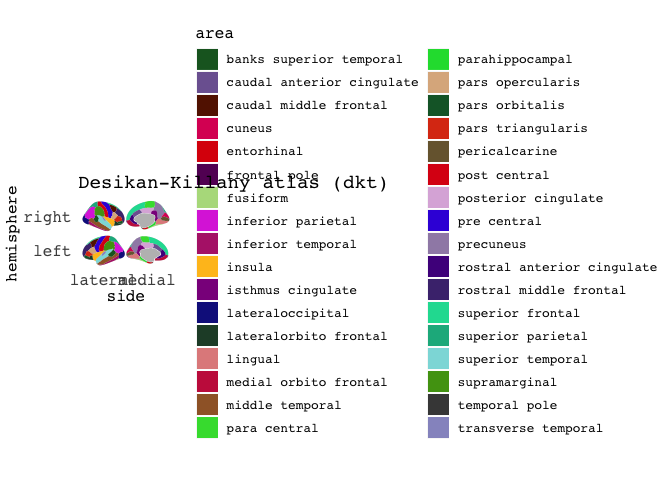 area
banks superior temporal
caudal anterior cingulate
caudal middle frontal
cuneus
entorhinal
frontal pole
fusiform
inferior parietal
inferior temporal
insula
isthmus cingulate
lateraloccipital
lateralorbito frontal
lingual
medial orbito frontal
middle temporal
para central
parahippocampal
pars opercularis
pars orbitalis
pars triangularis
pericalcarine
post central
posterior cingulate
pre central
precuneus
rostral anterior cingulate
rostral middle frontal
superior frontal
superior parietal
superior temporal
supramarginal
temporal pole
transverse temporal
Desikan-Killany atlas (dkt)
hemisphere
right
left
lateral medial
side